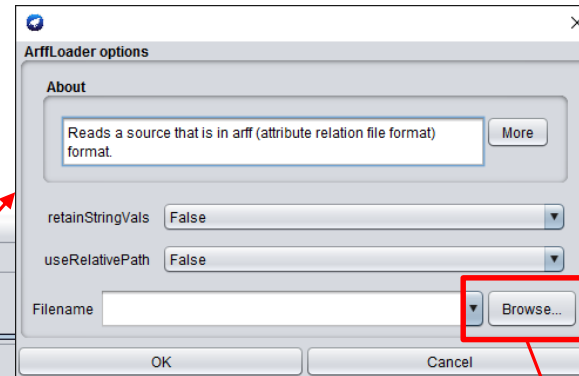 ArffLoader options
About
Reads a source that is in arff (attribute relation file format)
format.
More
retainStringVals False
useRelativePath False
Filename Browse...
OK Cancel